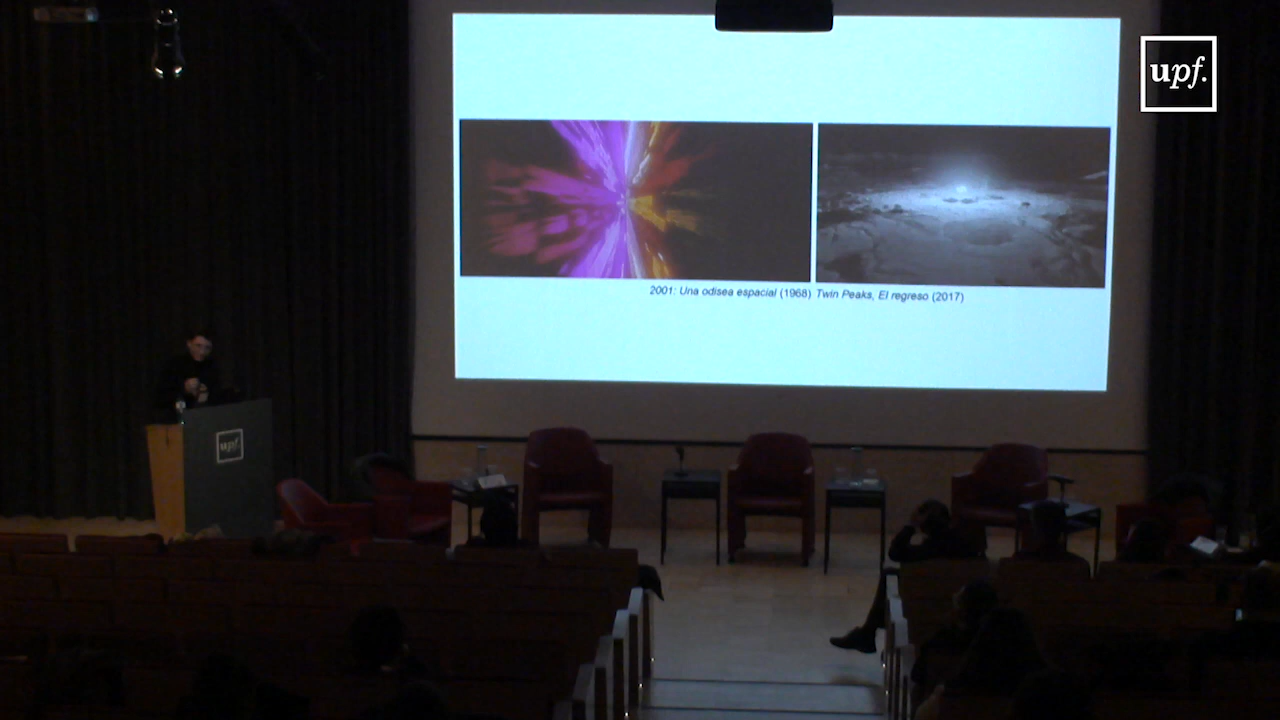 upf.
2001: Una odisea espacial (1968) Twin Peaks, El regreso (2017)
upf.